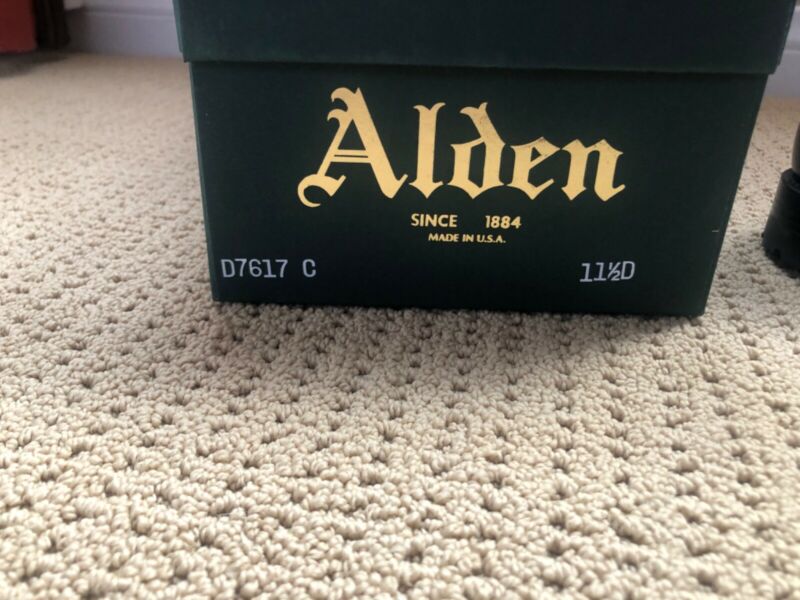 Alden
SINCE 1884
MADE IN U.S.A.
D7617 C 11½D